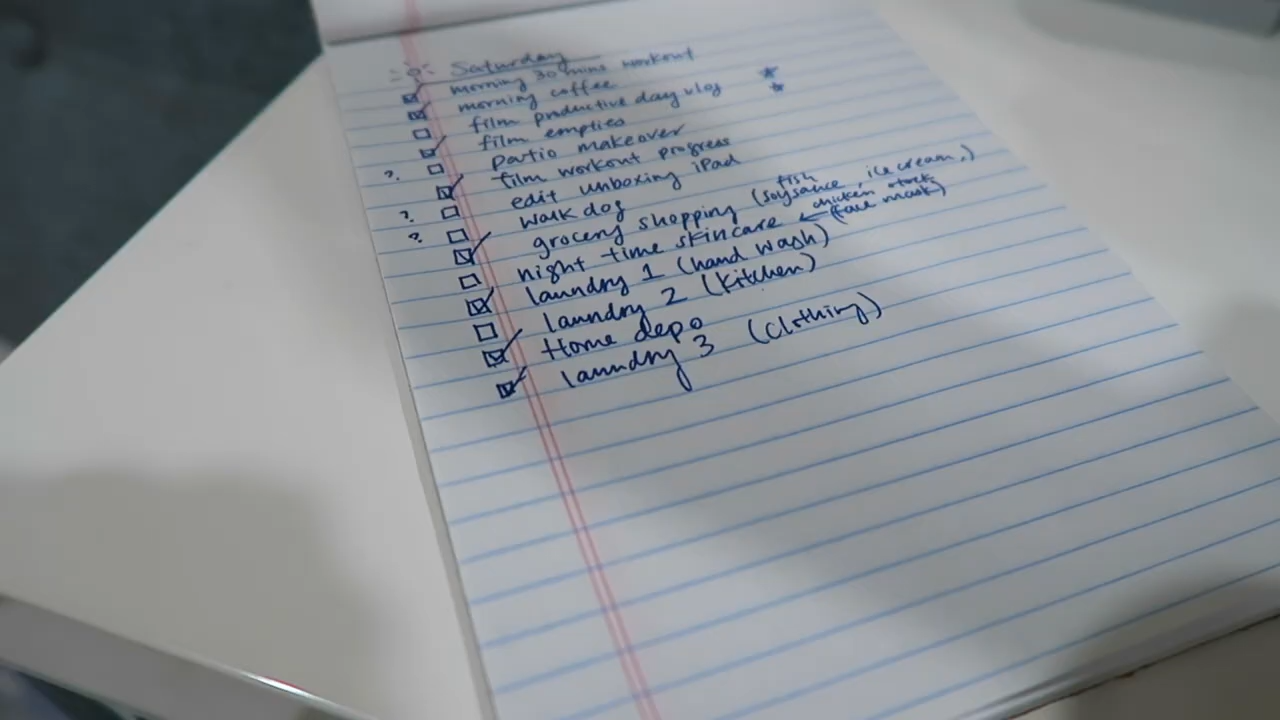 Saturday
☑ morning 30 mins workout
☑ morning coffee
☐ film productive day vlog ★
☑ film empties ★
? ☐ patio makeover
☑ film workout progress
? ☐ edit unboxing iPad
? ☐ walk dog
☑ grocery shopping (soysauce, fish, ice cream,) chicken stock
☐ night time skincare ← (face mask)
☑ laundry 1 (hand wash)
☐ laundry 2 (kitchen)
☑ Home depo
☑ laundry 3 (clothing)